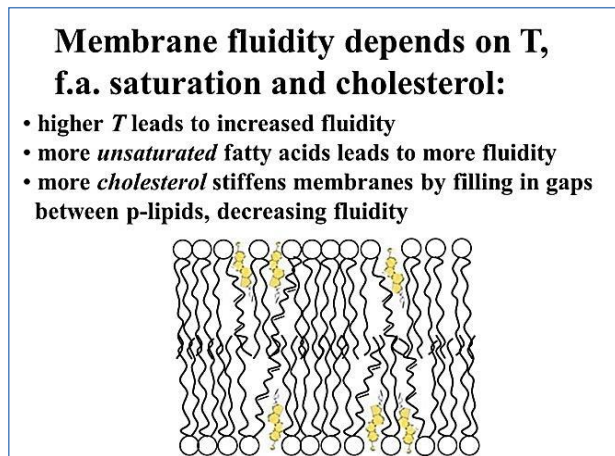 Membrane fluidity depends on T,
f.a. saturation and cholesterol:
• higher T leads to increased fluidity
• more unsaturated fatty acids leads to more fluidity
• more cholesterol stiffens membranes by filling in gaps
between p-lipids, decreasing fluidity